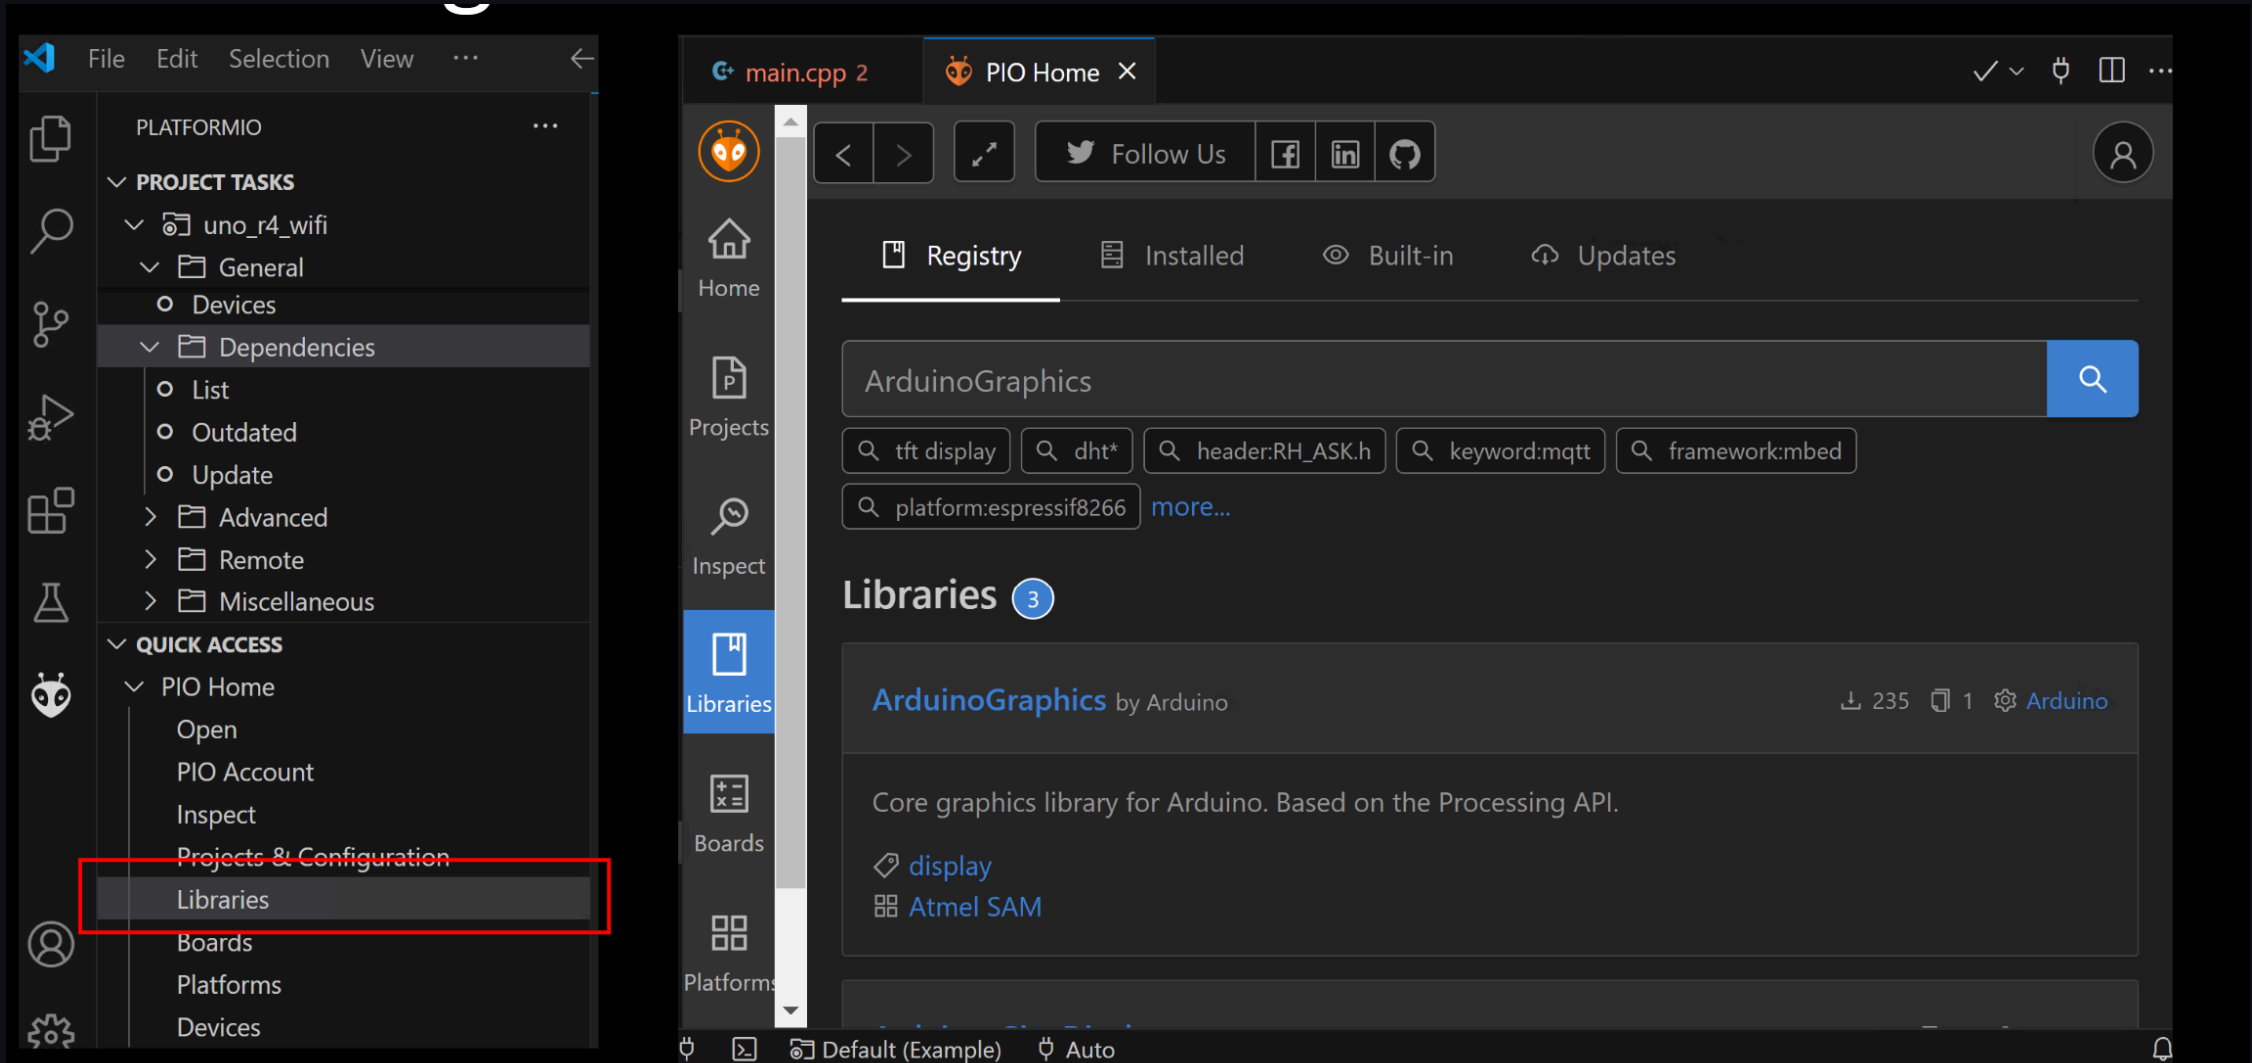 File Edit Selection View ...
PLATFORMIO
PROJECT TASKS
uno_r4_wifi
General
Devices
Dependencies
List
Outdated
Update
Advanced
Remote
Miscellaneous
QUICK ACCESS
PIO Home
Open
PIO Account
Inspect
Projects & Configuration
Libraries
Boards
Platforms
Devices
main.cpp 2 PIO Home
Follow Us
Home
Projects
Inspect
Libraries
Boards
Platforms
Registry Installed Built-in Updates
ArduinoGraphics
tft display dht* header:RH_ASK.h keyword:mqtt framework:mbed
platform:espressif8266 more...
Libraries 3
ArduinoGraphics by Arduino 235 1 Arduino
Core graphics library for Arduino. Based on the Processing API.
display
Atmel SAM
Default (Example) Auto